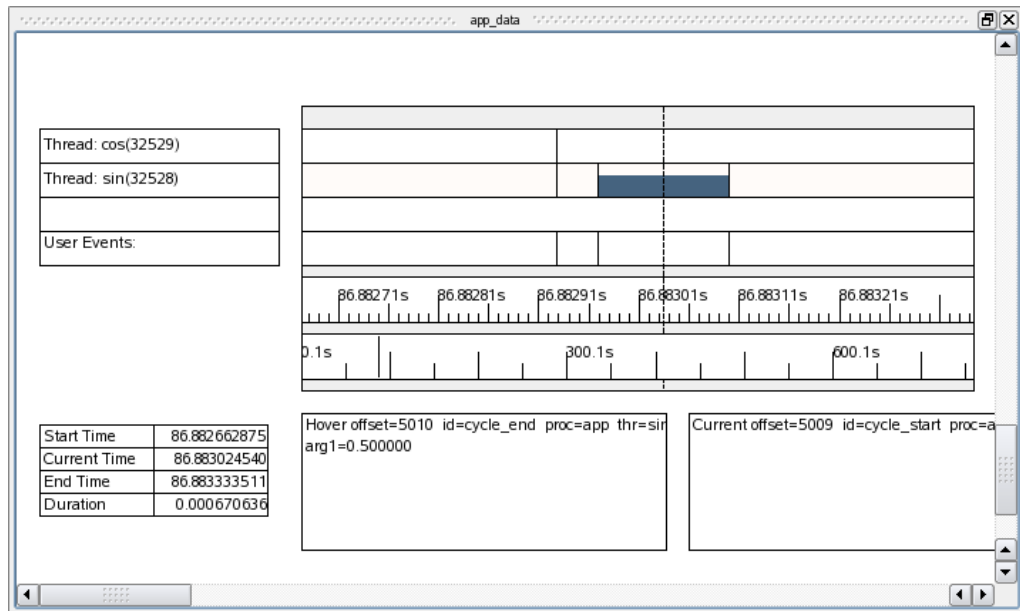 app_data
Thread: cos(32529)
Thread: sin(32528)
User Events:
86.88271s 86.88281s 86.88291s 86.88301s 86.88311s 86.88321s
0.1s 300.1s 600.1s
Start Time 86.882662875
Current Time 86.883024540
End Time 86.883333511
Duration 0.000670636
Hover offset=5010 id=cycle_end proc=app thr=sin
arg1=0.500000
Current offset=5009 id=cycle_start proc=a